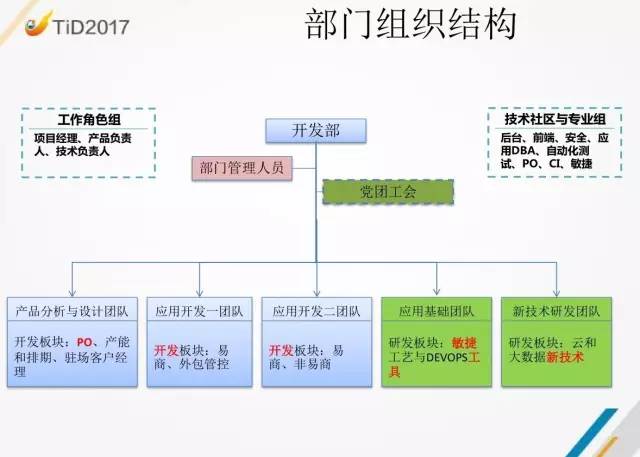 TiD2017
部门组织结构
工作角色组
项目经理、产品负责
人、技术负责人
技术社区与专业组
后台、前端、安全、应
用DBA、自动化测
试、PO、CI、敏捷
开发部
部门管理人员
党团工会
产品分析与设计团队
开发板块：PO、产能
和排期、驻场客户经
理
应用开发一团队
开发板块：易
商、外包管控
应用开发二团队
开发板块：易
商、非易商
应用基础团队
研发板块：敏捷
工艺与DEVOPS工
具
新技术研发团队
研发板块：云和
大数据新技术